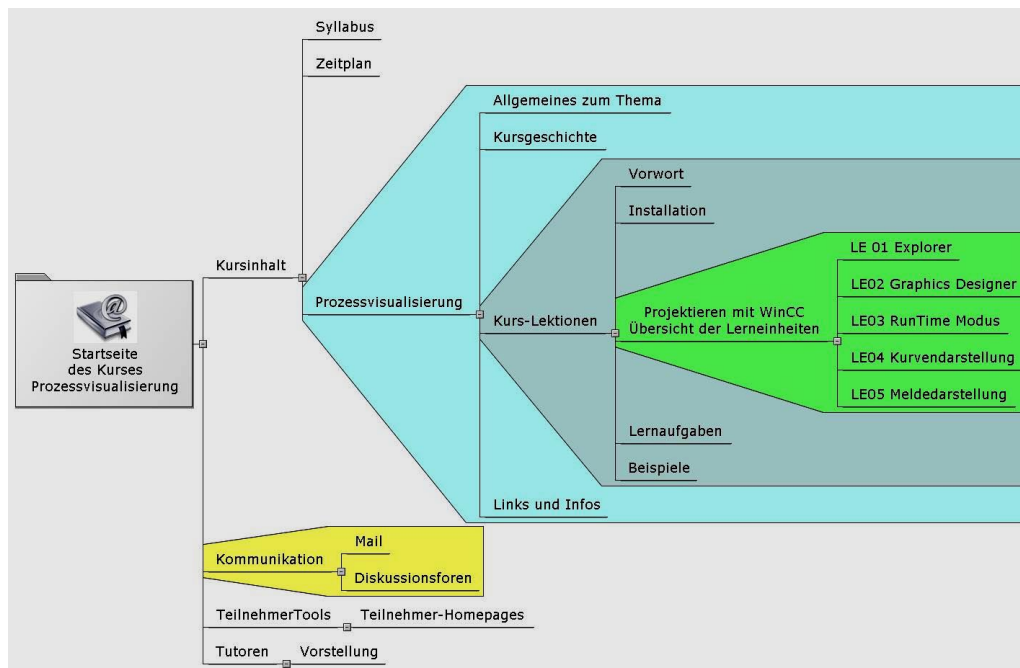 Syllabus
Zeitplan
Allgemeines zum Thema
Kursgeschichte
Vorwort
Installation
LE 01 Explorer
Kursinhalt
LE02 Graphics Designer
Prozessvisualisierung
Projektieren mit WinCC
Kurs-Lektionen
Übersicht der Lerneinheiten
LE03 RunTime Modus
Startseite
des Kurses
Prozessvisualisierung
LE04 Kurvendarstellung
LE05 Meldedarstellung
Lernaufgaben
Beispiele
Links und Infos
Kommunikation
Mail
Diskussionsforen
TeilnehmerTools
Teilnehmer-Homepages
Tutoren
Vorstellung